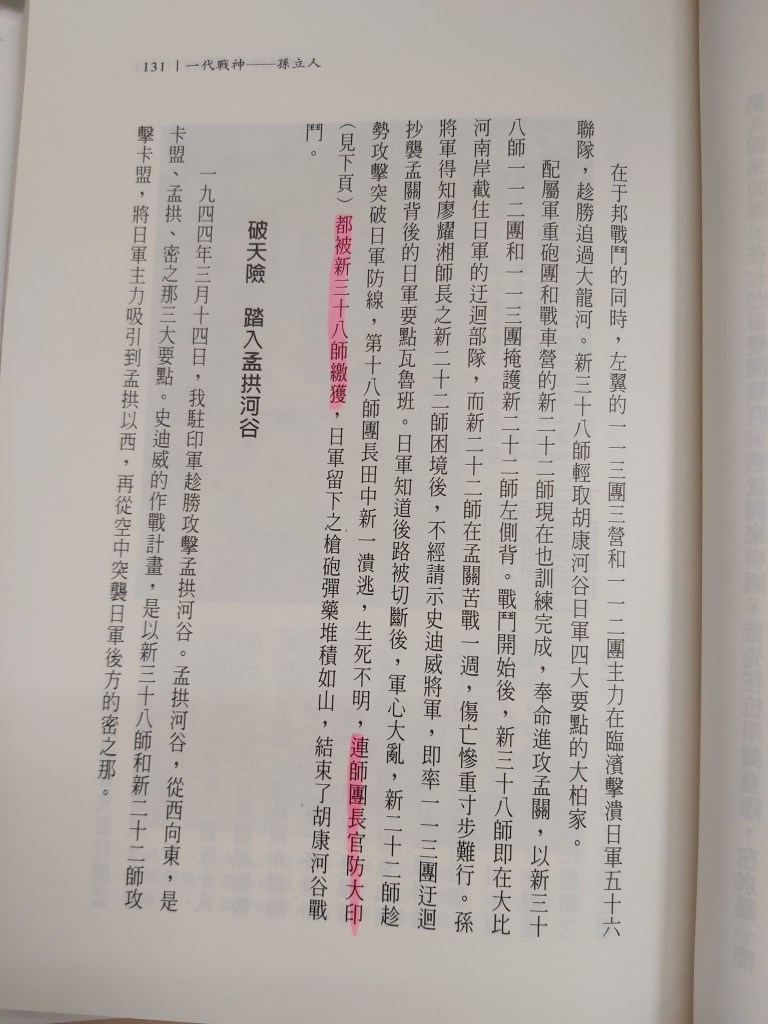 131 | 一代戰神——孫立人
在于邦戰鬥的同時，左翼的一一三團三營和一一二團主力在臨濱擊潰日軍五十六
聯隊，趁勝追過大龍河。新三十八師輕取胡康河谷日軍四大要點的大柏家。
配屬軍重砲團和戰車營的新二十二師現在也訓練完成，奉命進攻孟關，以新三十
八師一一二團和一一三團掩護新二十二師左側背。戰鬥開始後，新三十八師即在大比
河南岸截住日軍的迂迴部隊，而新二十二師在孟關苦戰一週，傷亡慘重寸步難行。孫
將軍得知廖耀湘師長之新二十二師困境後，不經請示史迪威將軍，即率一一三團迂迴
抄襲孟關背後的日軍要點瓦魯班。日軍知道後路被切斷後，軍心大亂，新二十二師趁
勢攻擊突破日軍防線，第十八師團長田中新一潰逃，生死不明，連師團長官防大印
（見下頁）都被新三十八師繳獲，日軍留下之槍砲彈藥堆積如山，結束了胡康河谷戰
鬥。
破天險　踏入孟拱河谷
一九四四年三月十四日，我駐印軍趁勝攻擊孟拱河谷。孟拱河谷，從西向東，是
卡盟、孟拱、密之那三大要點。史迪威的作戰計畫，是以新三十八師和新二十二師攻
擊卡盟，將日軍主力吸引到孟拱以西，再從空中突襲日軍後方的密之那。